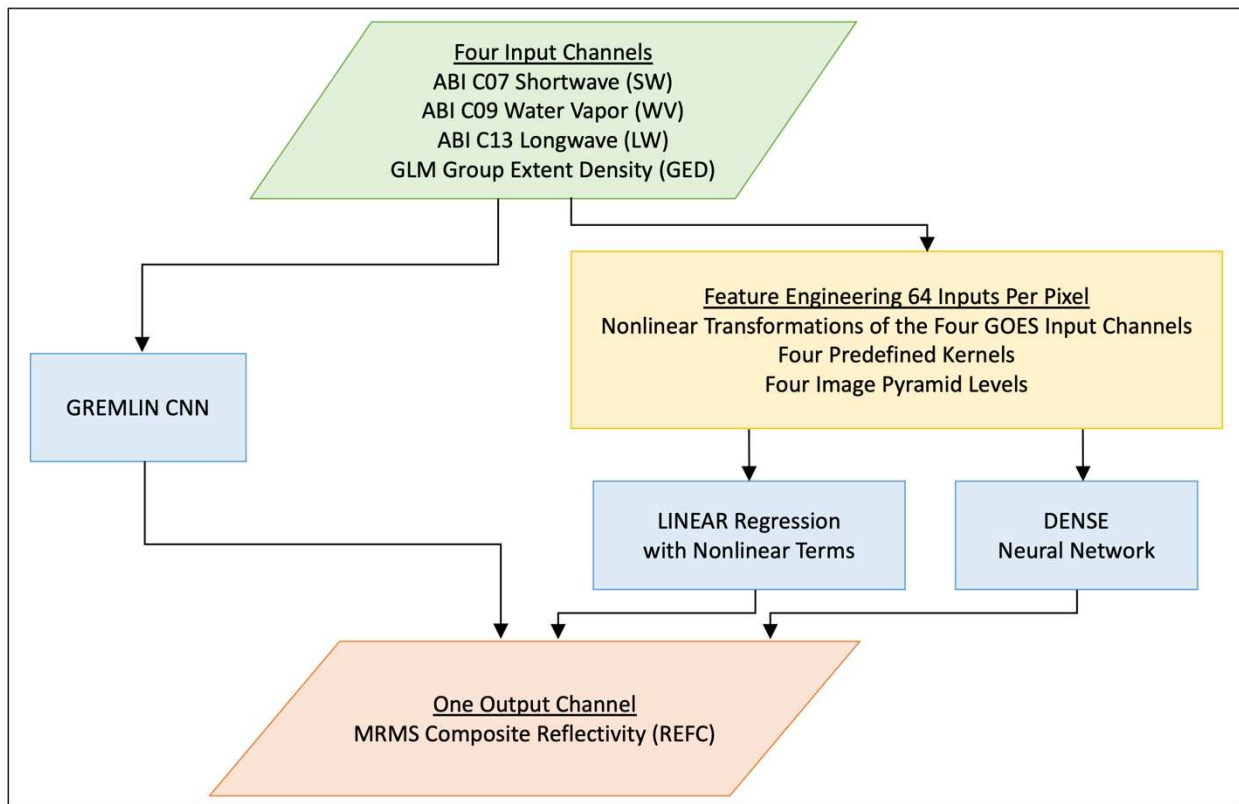 Four Input Channels
ABI C07 Shortwave (SW)
ABI C09 Water Vapor (WV)
ABI C13 Longwave (LW)
GLM Group Extent Density (GED)
Feature Engineering 64 Inputs Per Pixel
Nonlinear Transformations of the Four GOES Input Channels
Four Predefined Kernels
Four Image Pyramid Levels
GREMLIN CNN
LINEAR Regression
with Nonlinear Terms
DENSE
Neural Network
One Output Channel
MRMS Composite Reflectivity (REFC)